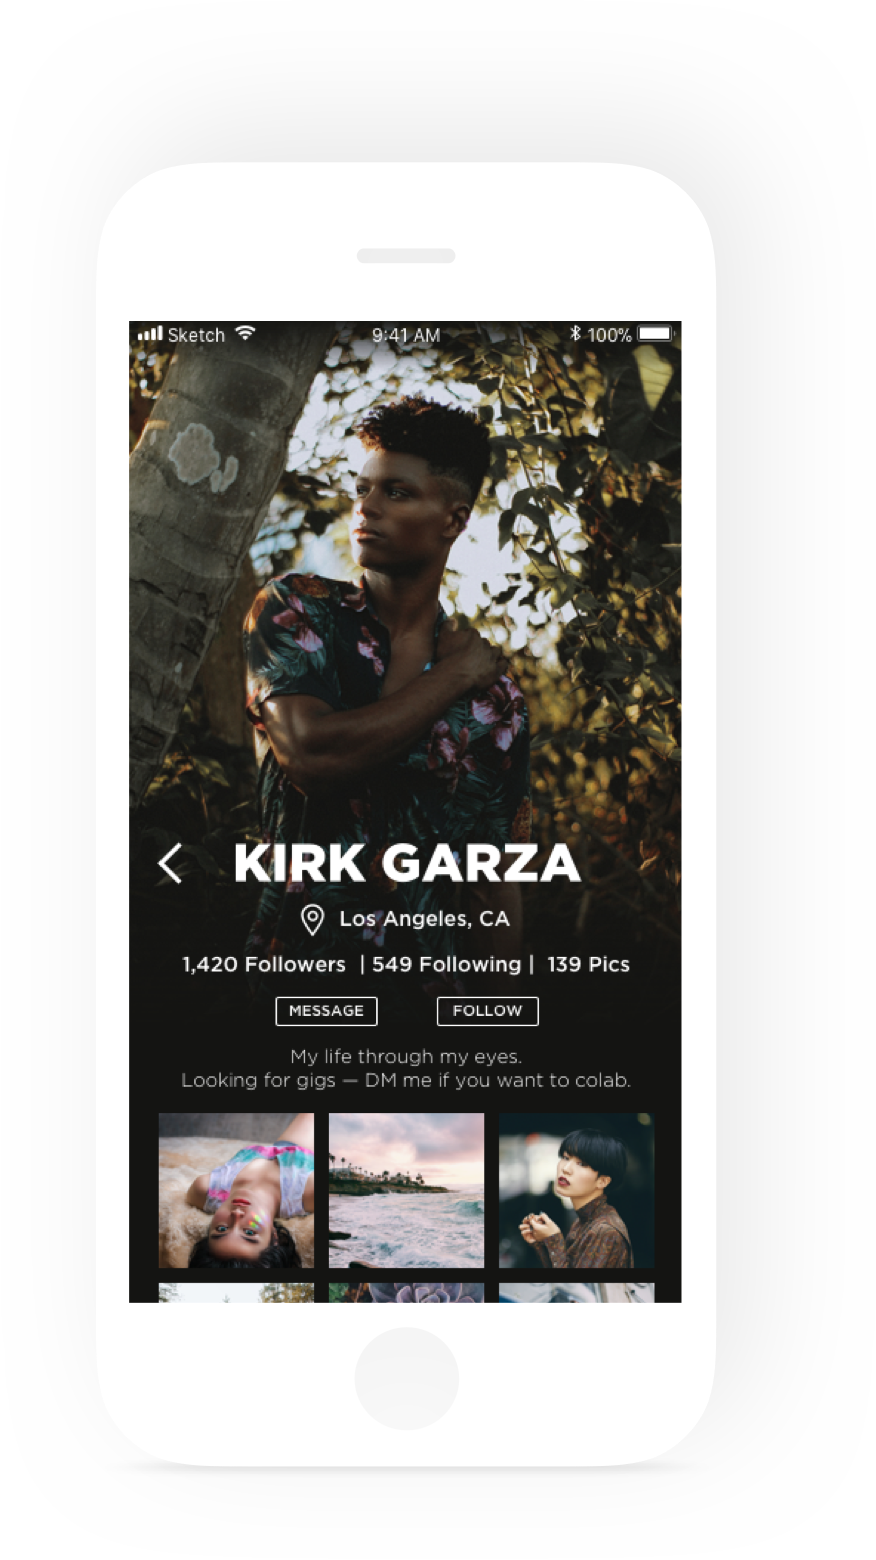 Sketch 9:41 AM 100%
KIRK GARZA
Los Angeles, CA
1,420 Followers | 549 Following | 139 Pics
MESSAGE FOLLOW
My life through my eyes.
Looking for gigs — DM me if you want to colab.